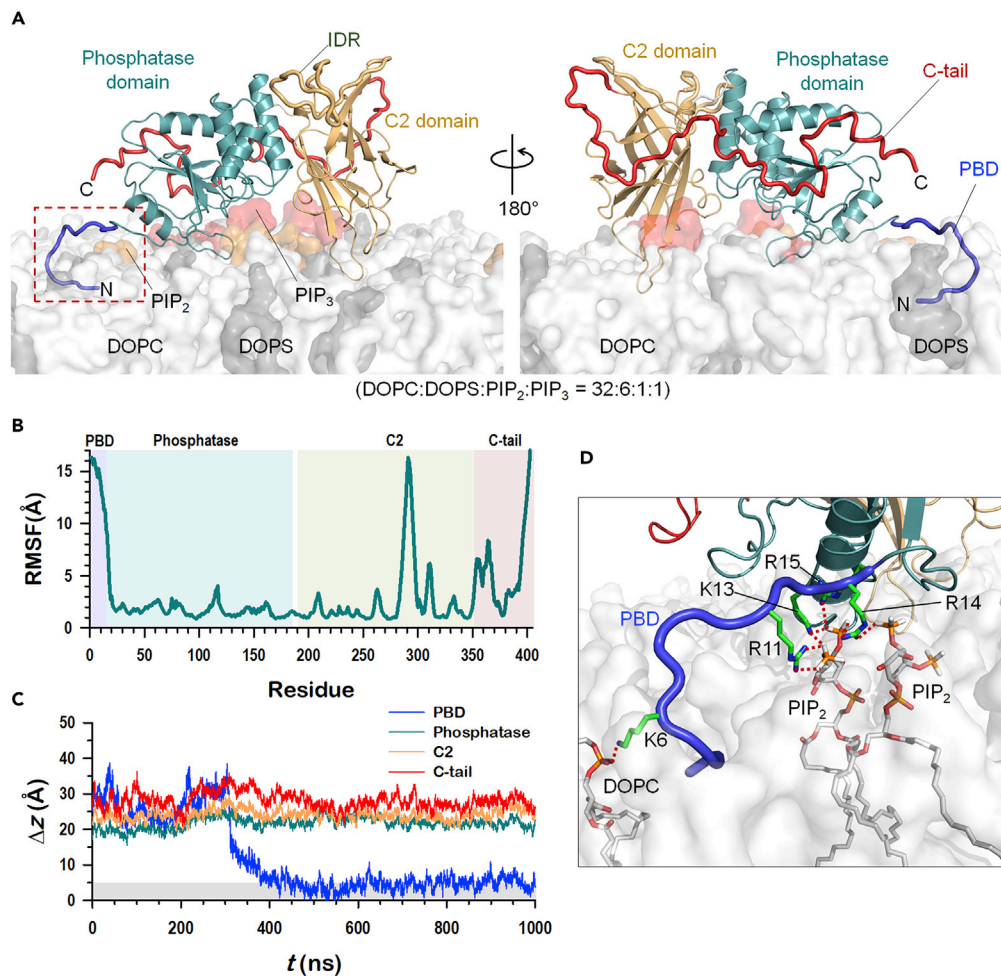 A
Phosphatase
domain
IDR
C2 domain
C
N
PIP2
PIP3
DOPC
DOPS
180°
C2 domain
Phosphatase
domain
C-tail
PBD
C
N
DOPC
DOPS
(DOPC:DOPS:PIP2:PIP3 = 32:6:1:1)
B
PBD
Phosphatase
C2
C-tail
RMSF(Å)
15
10
5
0
0 50 100 150 200 250 300 350 400
Residue
C
PBD
Phosphatase
C2
C-tail
Δz(Å)
50
40
30
20
10
0
0 200 400 600 800 1000
t (ns)
D
R15
K13
PBD
R14
R11
PIP2
PIP2
K6
DOPC